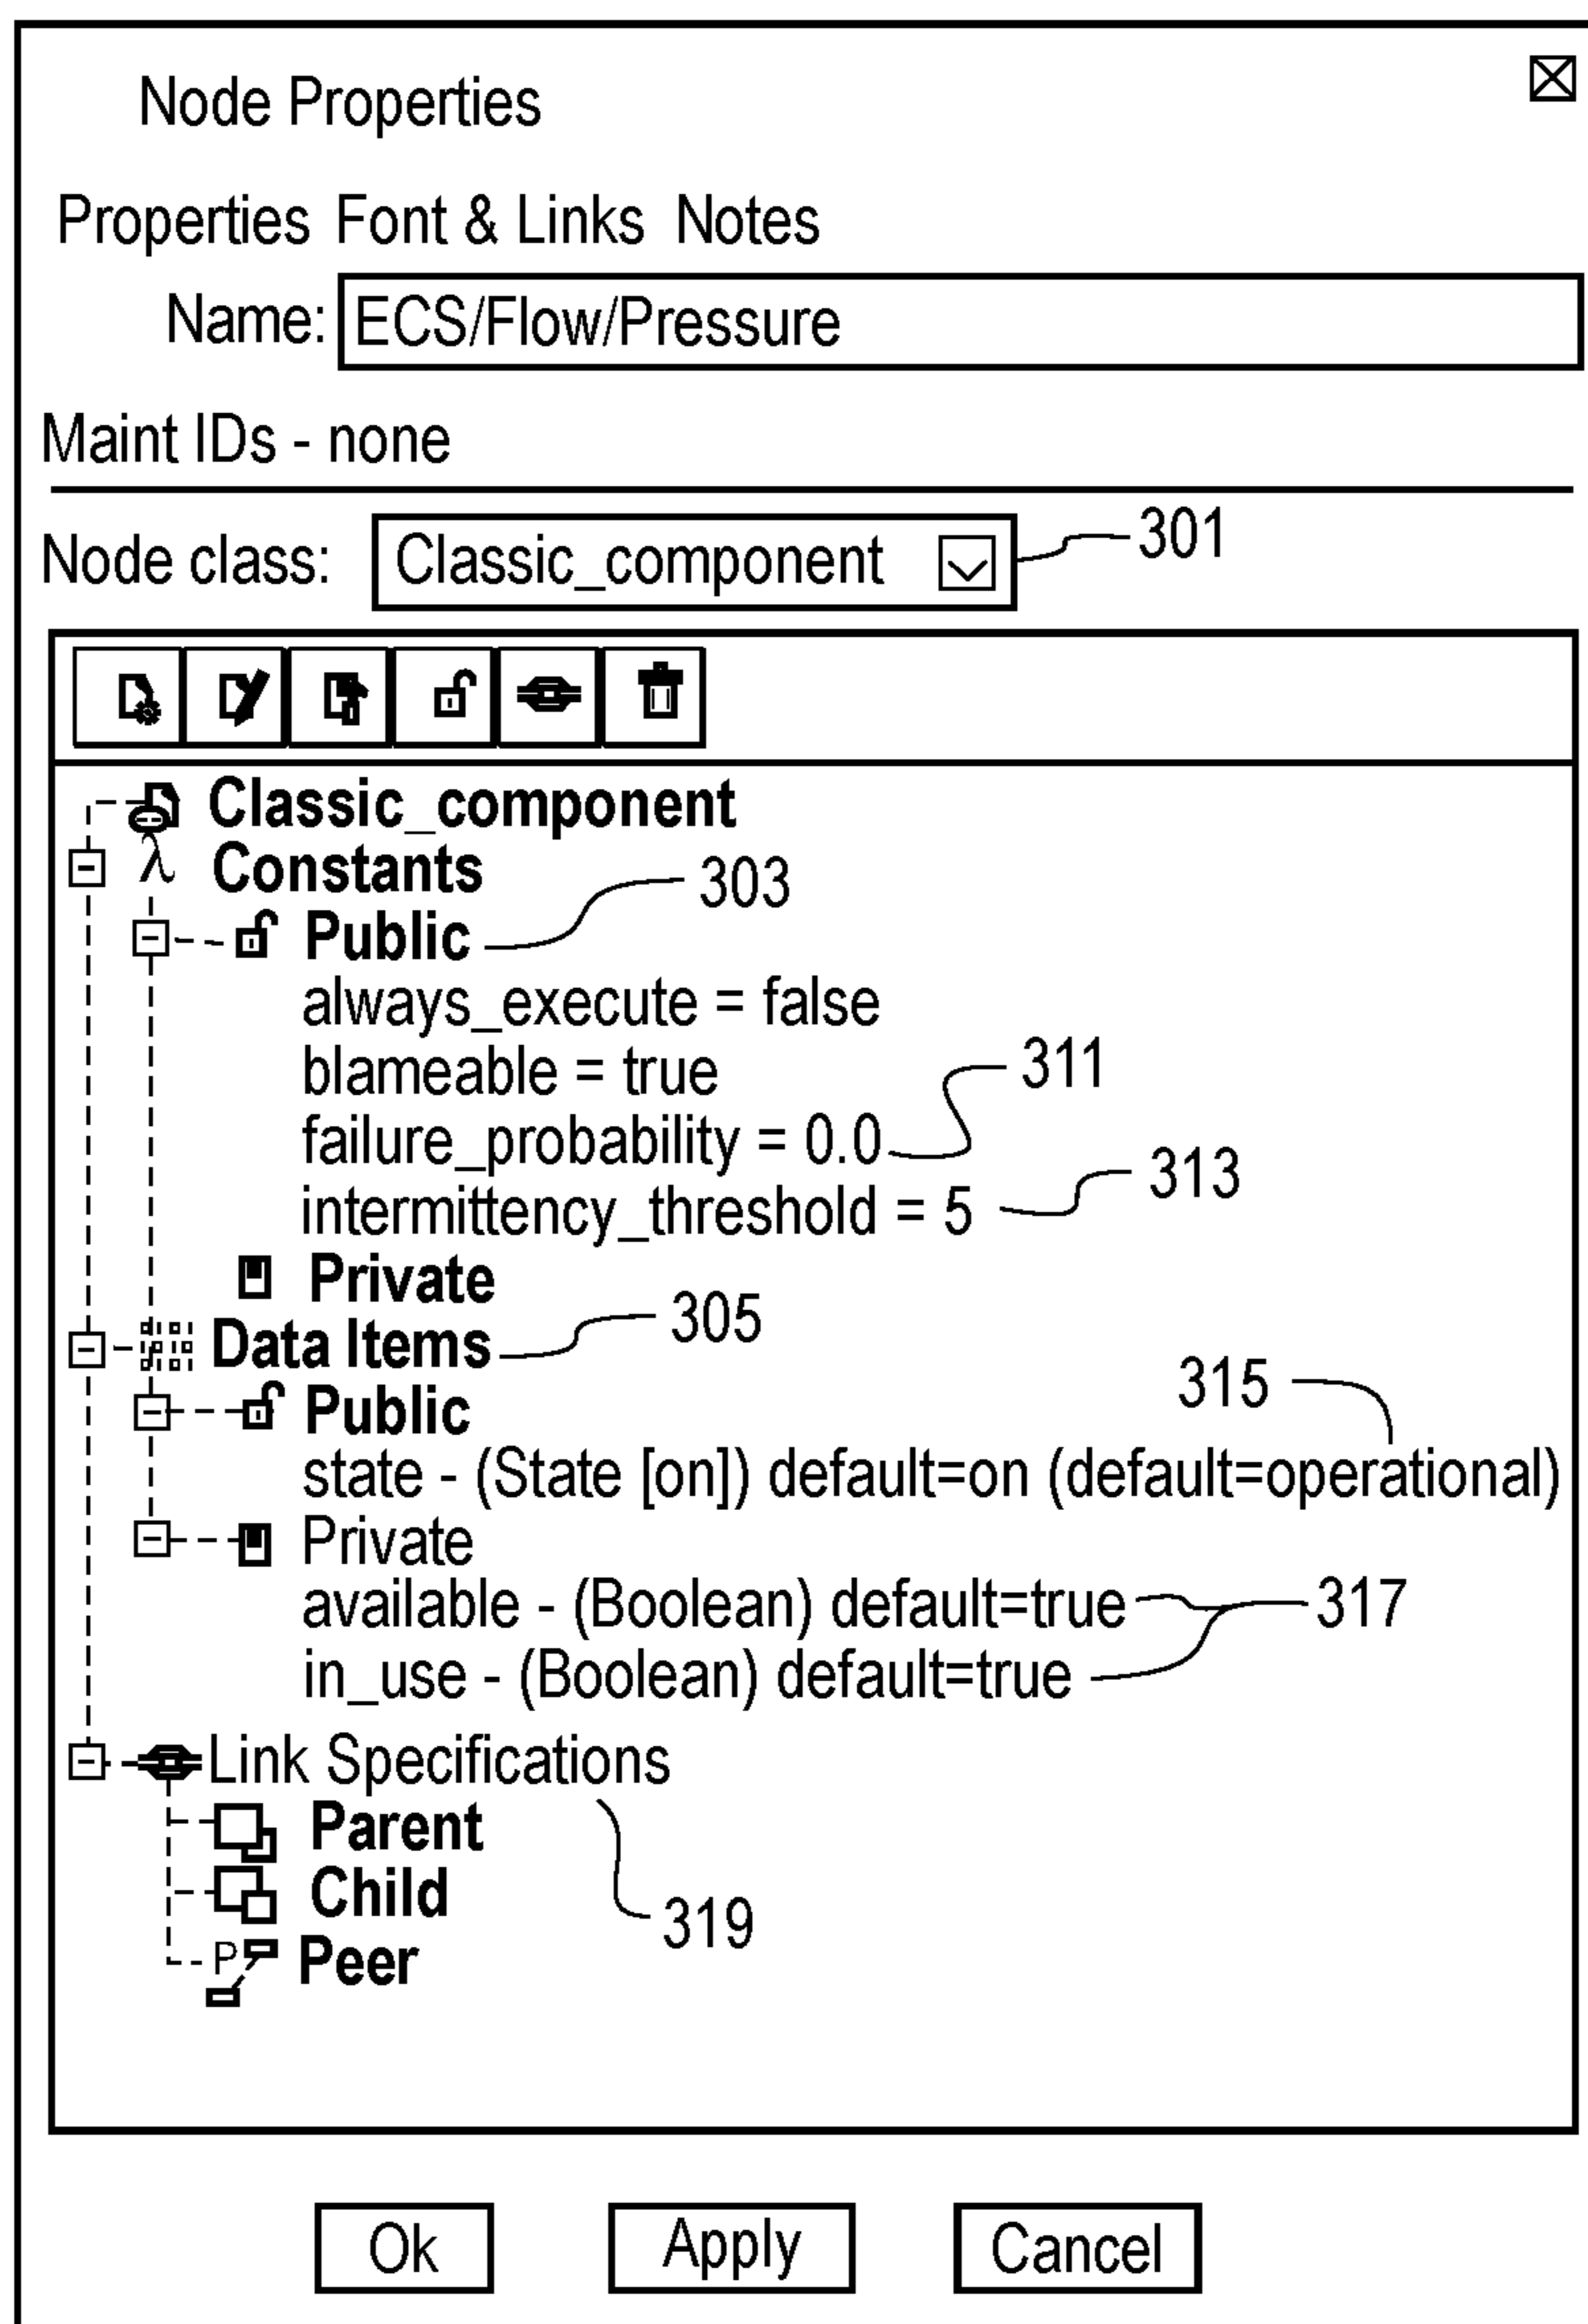 Node Properties
Properties Font & Links Notes
Name: ECS/Flow/Pressure
Maint IDs - none
Node class: Classic_component 301
Classic_component
λ Constants
303
Public
always_execute = false
blameable = true
311
failure_probability = 0.0
313
intermittency_threshold = 5
Private
305
Data Items
315
Public
state - (State [on]) default=on (default=operational)
Private
available - (Boolean) default=true 317
in_use - (Boolean) default=true
Link Specifications
Parent
Child
319
P Peer
Ok Apply Cancel